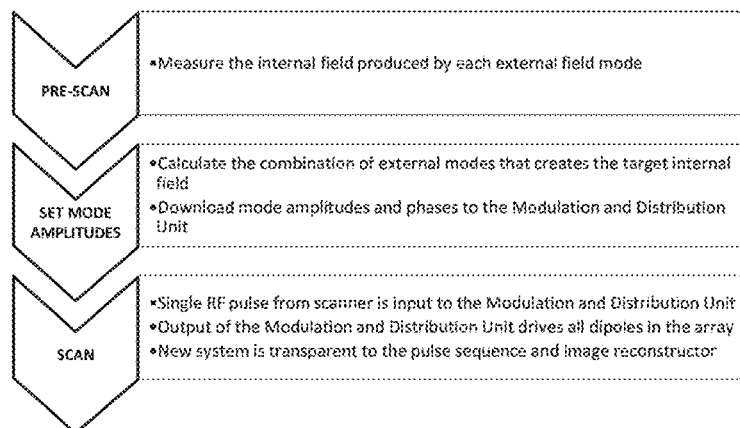 PRE-SCAN
•Measure the internal field produced by each external field mode
SET MODE
AMPLITUDES
•Calculate the combination of external modes that creates the target internal
field
•Download mode amplitudes and phases to the Modulation and Distribution
Unit
SCAN
•Single RF pulse from scanner is input to the Modulation and Distribution Unit
•Output of the Modulation and Distribution Unit drives all dipoles in the array
•New system is transparent to the pulse sequence and image reconstructor